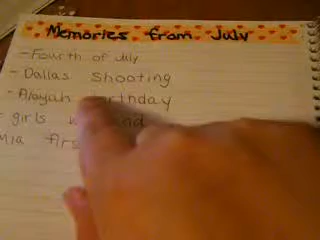 Memories from July
- Fourth of July
- Dallas Shooting
- Alayah
- girls
mia